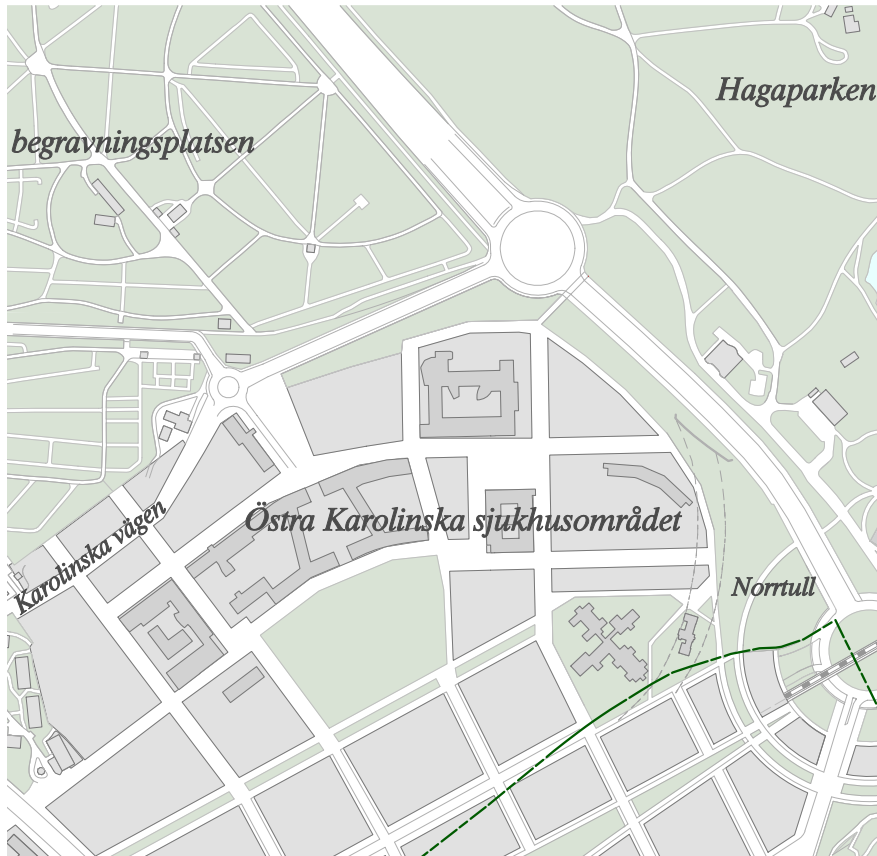 Hagaparken
begravningsplatsen
Östra Karolinska sjukhusområdet
Karolinska vägen
Norrtull